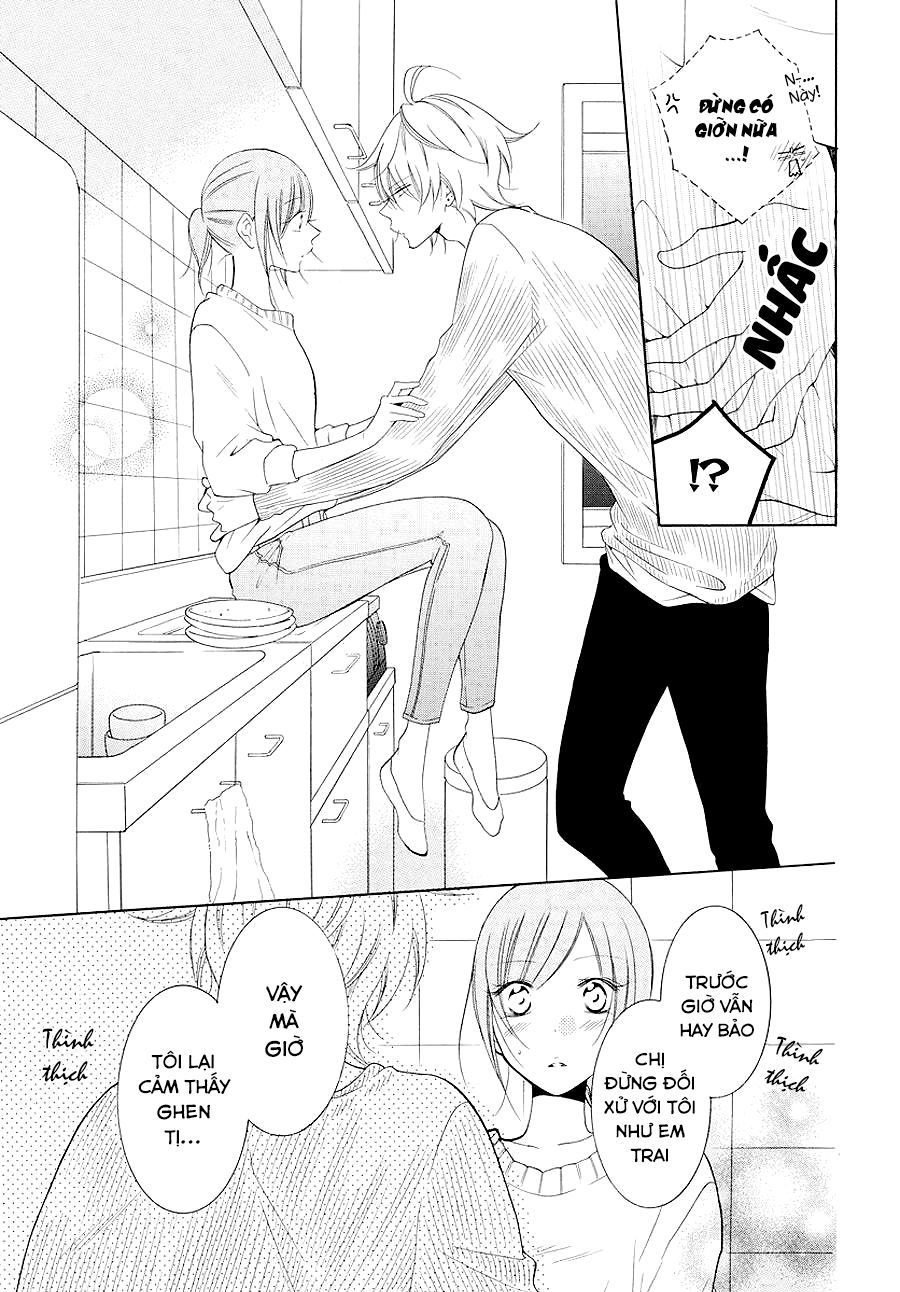 N-...
Này!
ĐỪNG CÓ
GIỠN NỮA
...!
NHẤC
!?
Thình
thịch
TRƯỚC
GIỜ VẪN
HAY BẢO
CHỊ
ĐỪNG ĐỐI
XỬ VỚI TÔI
NHƯ EM
TRAI
Thình
thịch
VẬY
MÀ
GIỜ
TÔI LẠI
CẢM THẤY
GHEN
TỊ...
Thình
thịch